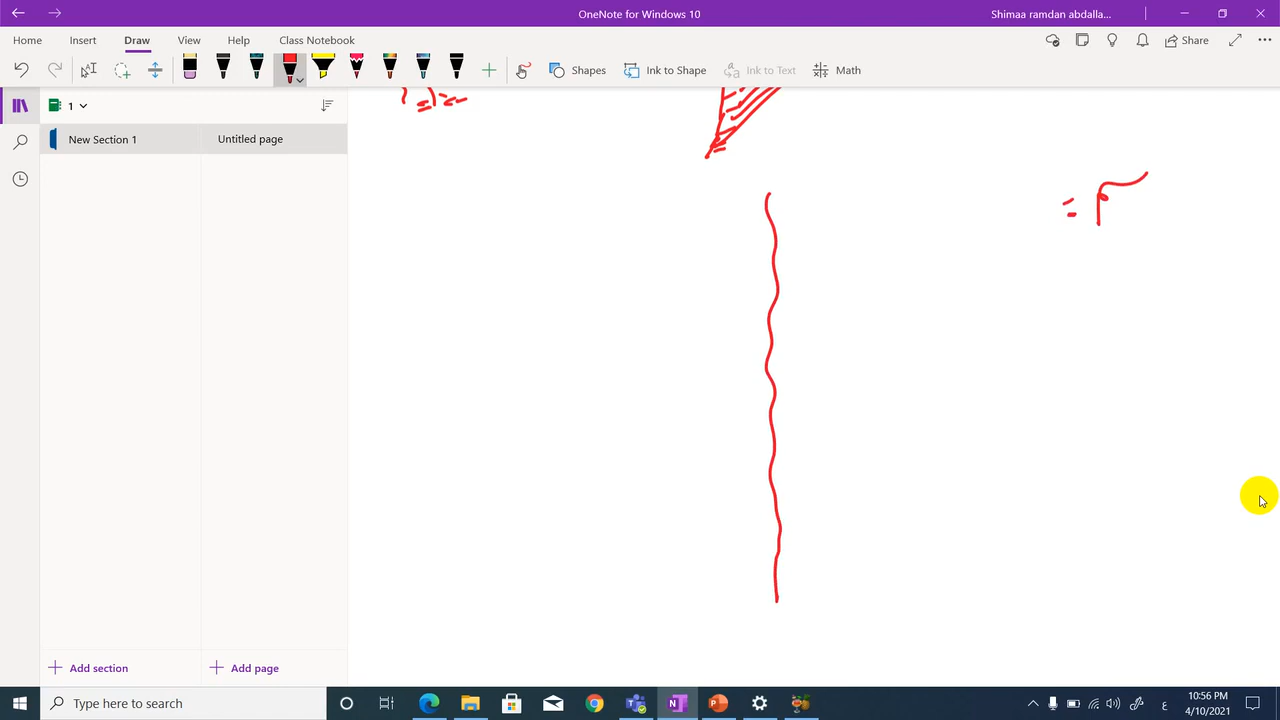 OneNote for Windows 10
Shimaa ramdan abdalla...
Home
Insert
Draw
View
Help
Class Notebook
Share
Shapes
Ink to Shape
Ink to Text
Math
1
New Section 1
Untitled page
Add section
Add page
Type here to search
ع
10:56 PM
4/10/2021